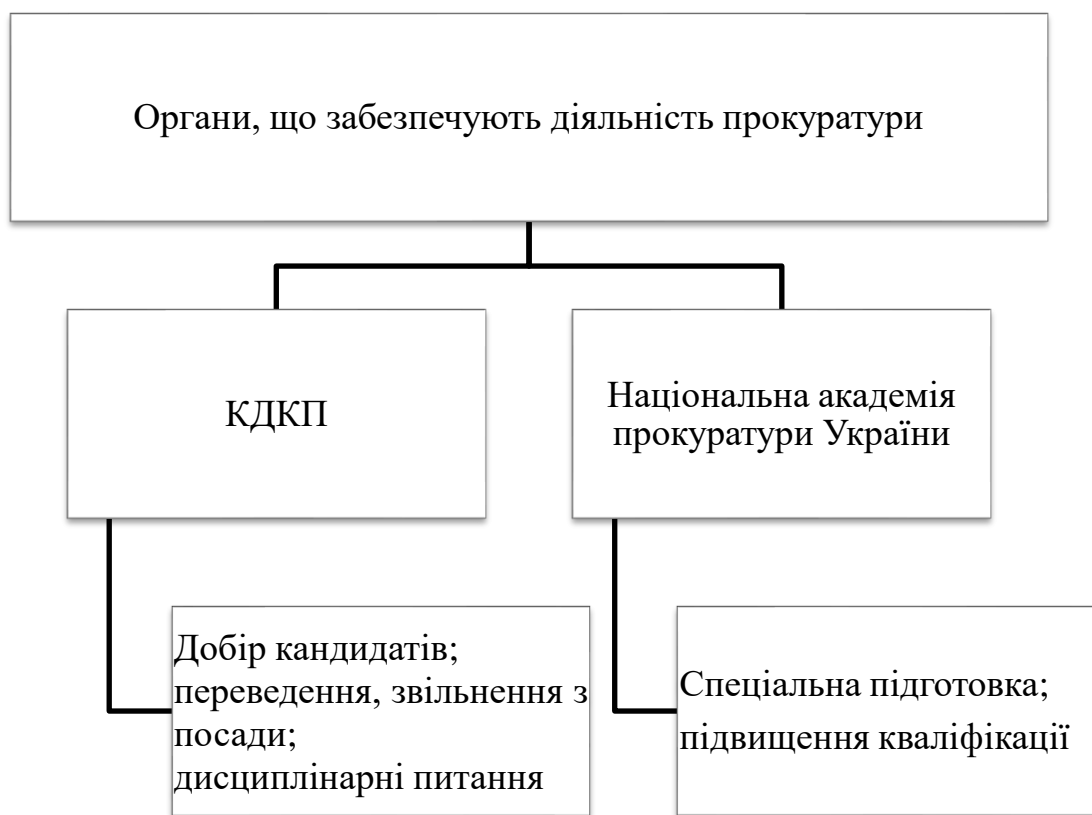 Органи, що забезпечують діяльність прокуратури
КДКП
Національна академія
прокуратури України
Добір кандидатів;
переведення, звільнення з
посади;
дисциплінарні питання
Спеціальна підготовка;
підвищення кваліфікації